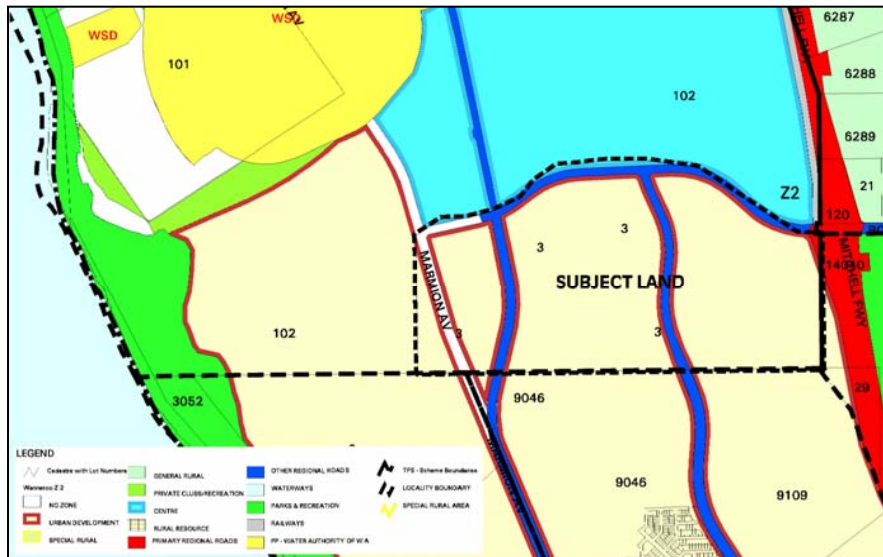 WSD
WSD
AV
101
102
6287
6288
6289
21
Z2
120
3
3
SUBJECT LAND
14040
MITCHELL FWY
MARMION AV
102
3
3
3052
9046
29
9046
9109
LEGEND
Cadastre with Lot Numbers
Wanneroo Z 2
NO ZONE
URBAN DEVELOPMENT
SPECIAL RURAL
GENERAL RURAL
PRIVATE CLUBS/RECREATION
CENTRE
RURAL RESOURCE
PRIMARY REGIONAL ROADS
OTHER REGIONAL ROADS
WATERWAYS
PARKS & RECREATION
RAILWAYS
PP - WATER AUTHORITY OF WA
TPS - Scheme Boundaries
LOCALITY BOUNDARY
SPECIAL RURAL AREA